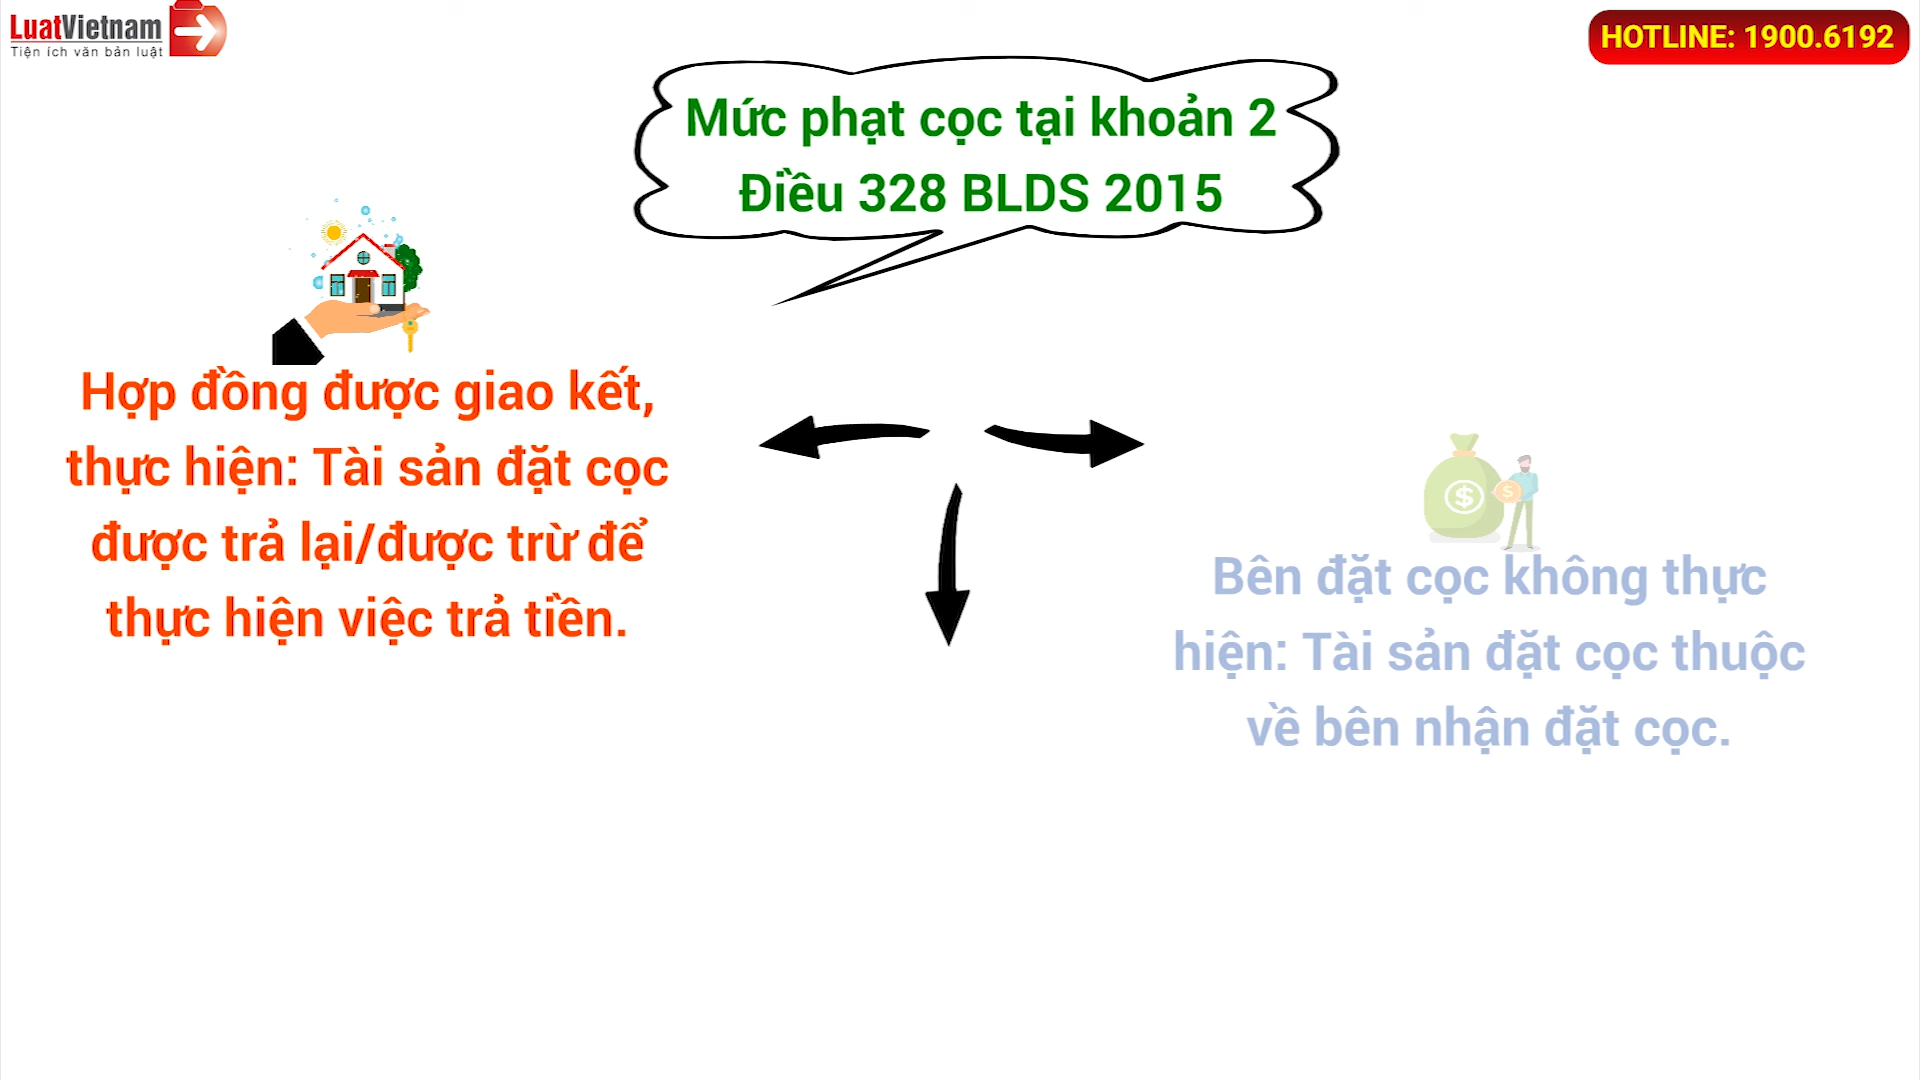 LuatVietnam
Tiện ích văn bản luật
HOTLINE: 1900.6192
Mức phạt cọc tại khoản 2
Điều 328 BLDS 2015
Hợp đồng được giao kết,
thực hiện: Tài sản đặt cọc
được trả lại/được trừ để
thực hiện việc trả tiền.
Bên đặt cọc không thực
hiện: Tài sản đặt cọc thuộc
về bên nhận đặt cọc.